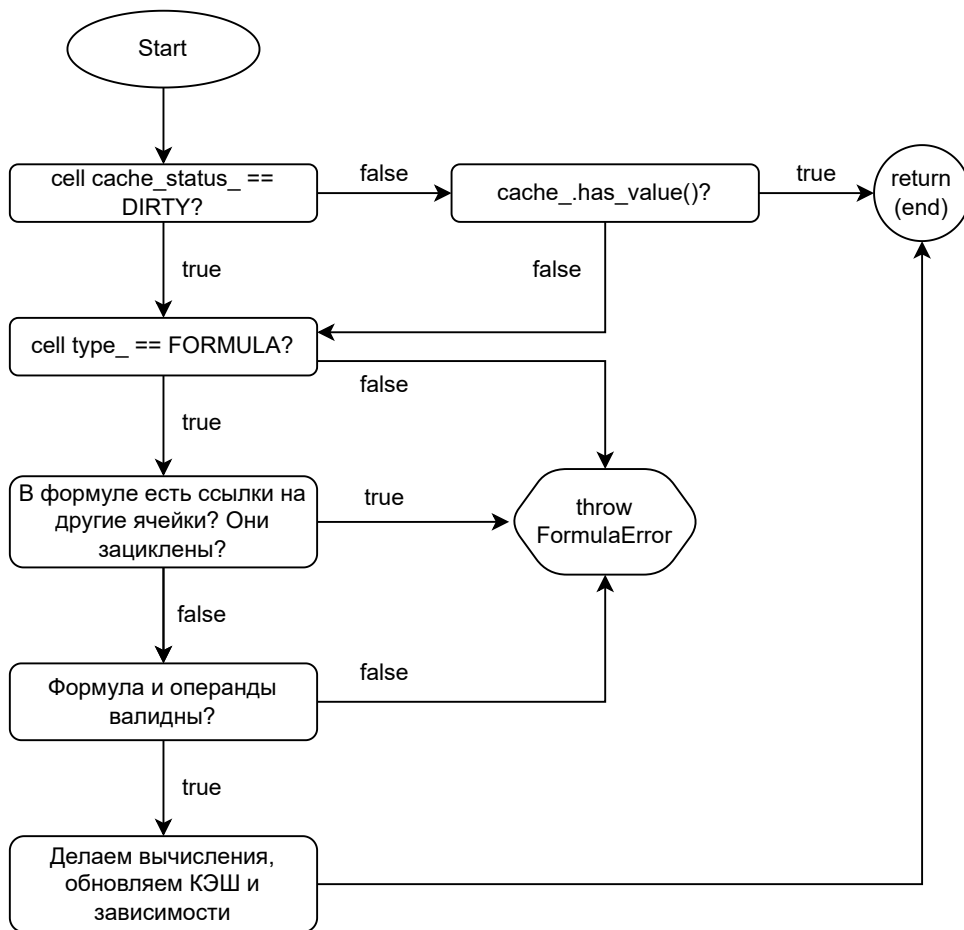 Start
cell cache_status_ ==
DIRTY?
false
cache_.has_value()?
true
return
(end)
true
false
cell type_ == FORMULA?
false
true
В формуле есть ссылки на
другие ячейки? Они
зациклены?
true
throw
FormulaError
false
Формула и операнды
валидны?
false
true
Делаем вычисления,
обновляем КЭШ и
зависимости